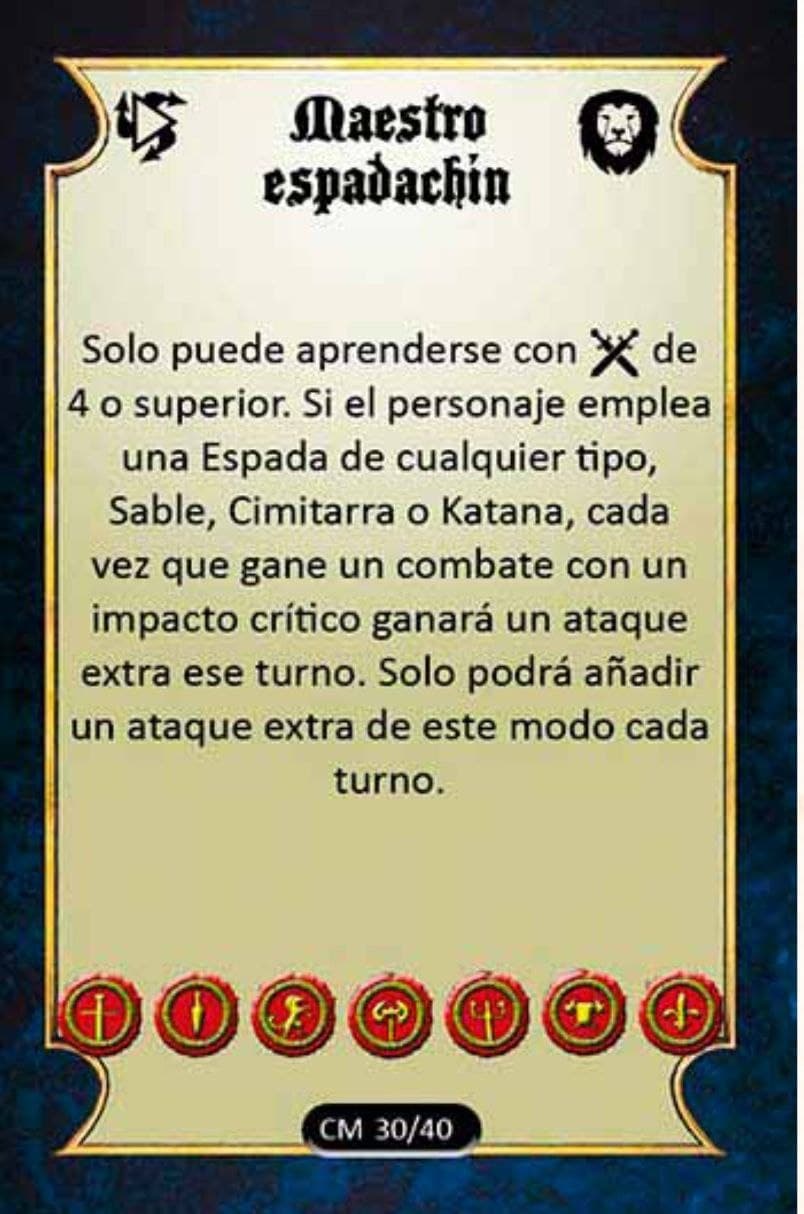 Maestro
espadachin
Solo puede aprenderse con de
4 o superior. Si el personaje emplea
una Espada de cualquier tipo,
Sable, Cimitarra o Katana, cada
vez que gane un combate con un
impacto crítico ganará un ataque
extra ese turno. Solo podrá añadir
un ataque extra de este modo cada
turno.
CM 30/40